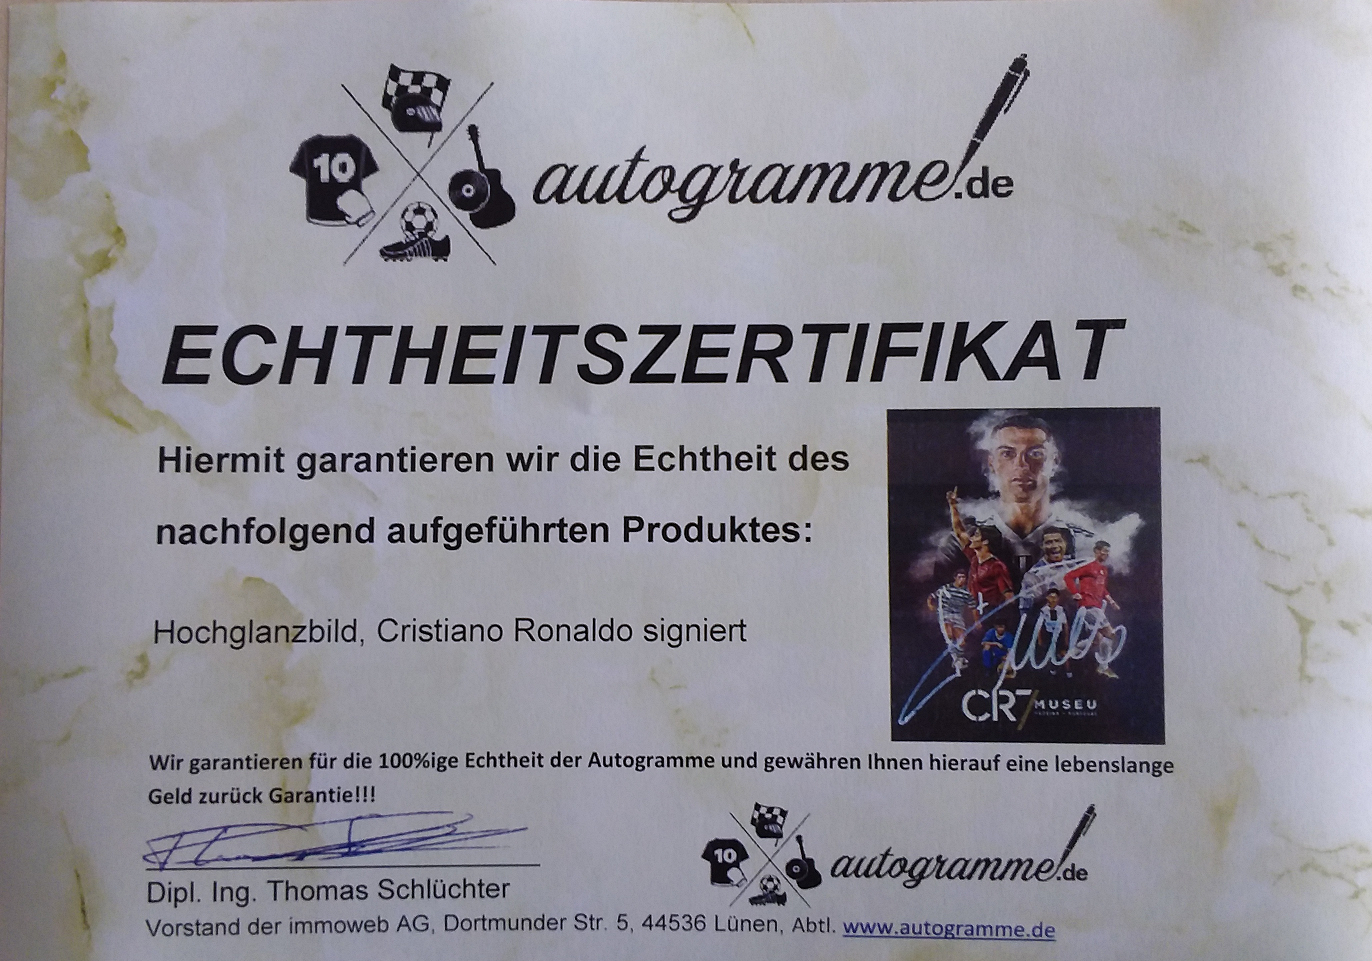 10
autogramme.de
ECHTHEITSZERTIFIKAT
Hiermit garantieren wir die Echtheit des
nachfolgend aufgeführten Produktes:
Hochglanzbild, Cristiano Ronaldo signiert
CR7 MUSEU
Wir garantieren für die 100%ige Echtheit der Autogramme und gewähren Ihnen hierauf eine lebenslange
Geld zurück Garantie!!!
10
autogramme.de
Dipl. Ing. Thomas Schlüchter
Vorstand der immoweb AG, Dortmunder Str. 5, 44536 Lünen, Abtl. www.autogramme.de